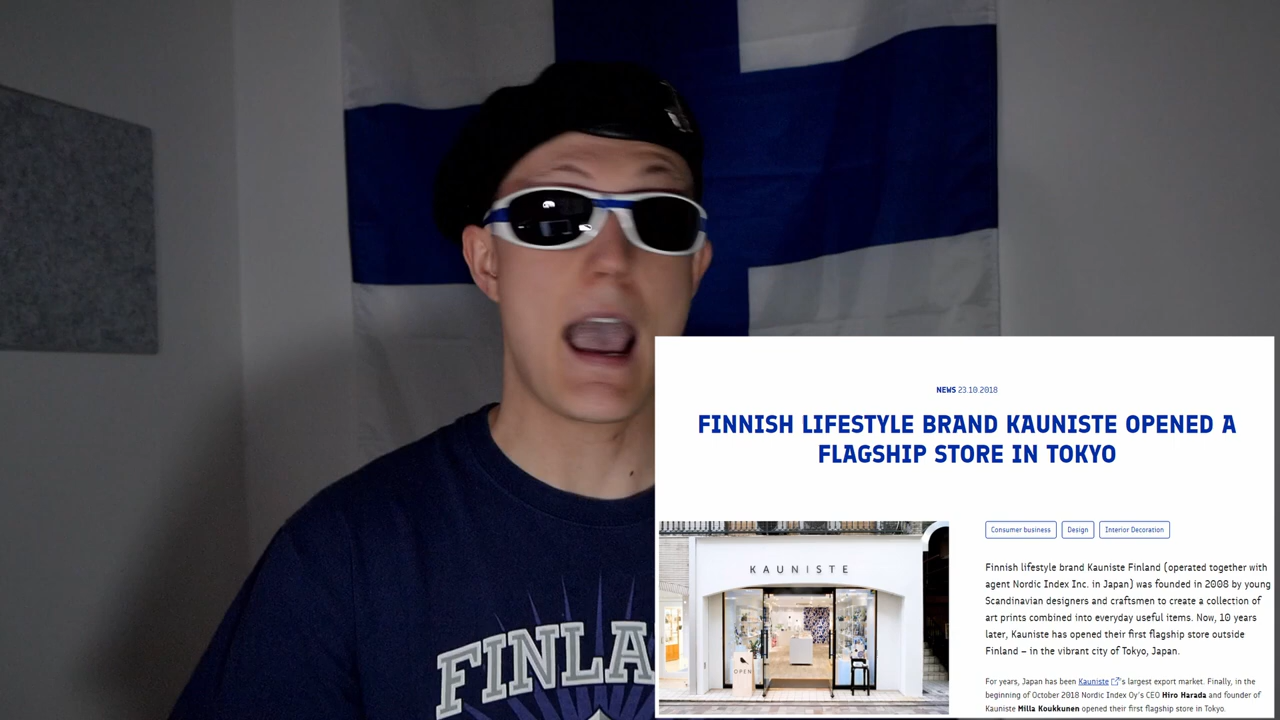 NEWS 23.10.2018
FINNISH LIFESTYLE BRAND KAUNISTE OPENED A
FLAGSHIP STORE IN TOKYO
Consumer business Design Interior Decoration
KAUNISTE
OPEN
Finnish lifestyle brand Kauniste Finland (operated together with
agent Nordic Index Inc. in Japan) was founded in 2008 by young
Scandinavian designers and craftsmen to create a collection of
art prints combined into everyday useful items. Now, 10 years
later, Kauniste has opened their first flagship store outside
Finland – in the vibrant city of Tokyo, Japan.
For years, Japan has been Kauniste's largest export market. Finally, in the
beginning of October 2018 Nordic Index Oy's CEO Hiro Harada and founder of
Kauniste Milla Koukkunen opened their first flagship store in Tokyo.
FINLA